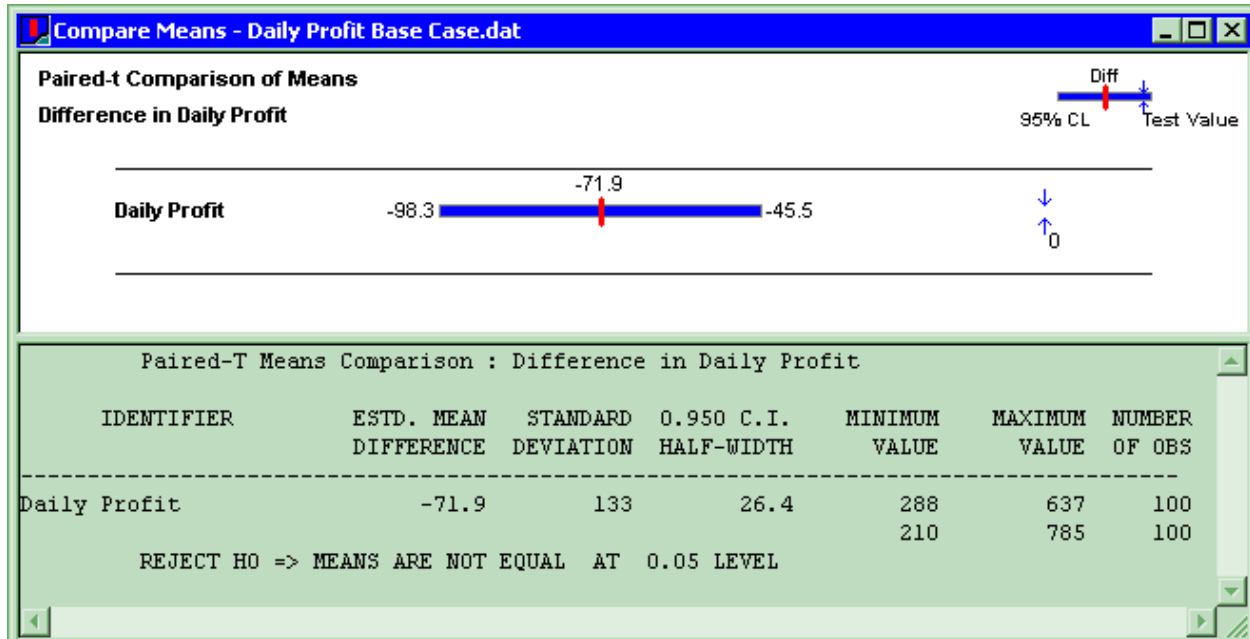 Compare Means - Daily Profit Base Case.dat
Paired-t Comparison of Means
Difference in Daily Profit
Diff
95% CL Test Value
-71.9
Daily Profit -98.3 -45.5
0
Paired-T Means Comparison : Difference in Daily Profit
IDENTIFIER ESTD. MEAN STANDARD 0.950 C.I. MINIMUM MAXIMUM NUMBER
DIFFERENCE DEVIATION HALF-WIDTH VALUE VALUE OF OBS
Daily Profit -71.9 133 26.4 288 637 100
210 785 100
REJECT HO => MEANS ARE NOT EQUAL AT 0.05 LEVEL